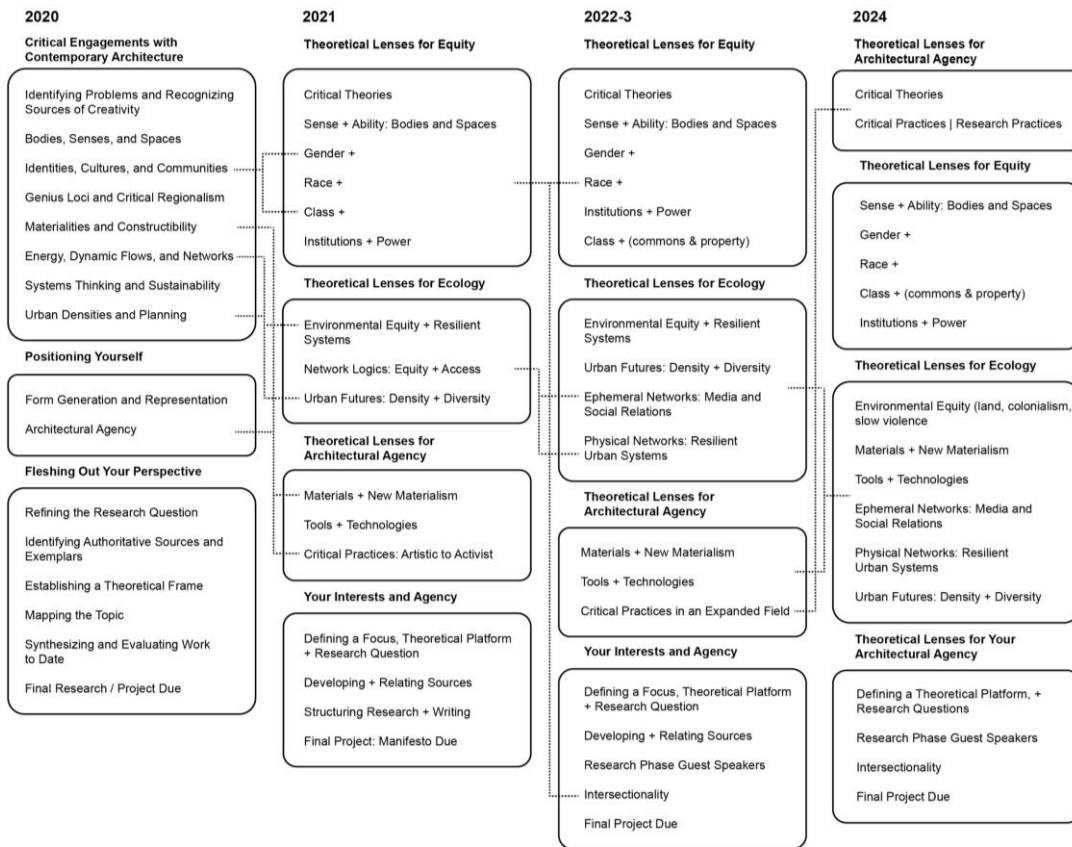 2020
Critical Engagements with
Contemporary Architecture
Identifying Problems and Recognizing
Sources of Creativity
Bodies, Senses, and Spaces
Identities, Cultures, and Communities
Genius Loci and Critical Regionalism
Materialities and Constructibility
Energy, Dynamic Flows, and Networks
Systems Thinking and Sustainability
Urban Densities and Planning
Positioning Yourself
Form Generation and Representation
Architectural Agency
Fleshing Out Your Perspective
Refining the Research Question
Identifying Authoritative Sources and
Exemplars
Establishing a Theoretical Frame
Mapping the Topic
Synthesizing and Evaluating Work
to Date
Final Research / Project Due
2021
Theoretical Lenses for Equity
Critical Theories
Sense + Ability: Bodies and Spaces
Gender +
Race +
Class +
Institutions + Power
Theoretical Lenses for Ecology
Environmental Equity + Resilient
Systems
Network Logics: Equity + Access
Urban Futures: Density + Diversity
Theoretical Lenses for
Architectural Agency
Materials + New Materialism
Tools + Technologies
Critical Practices: Artistic to Activist
Your Interests and Agency
Defining a Focus, Theoretical Platform
+ Research Question
Developing + Relating Sources
Structuring Research + Writing
Final Project: Manifesto Due
2022-3
Theoretical Lenses for Equity
Critical Theories
Sense + Ability: Bodies and Spaces
Gender +
Race +
Institutions + Power
Class + (commons & property)
Theoretical Lenses for Ecology
Environmental Equity + Resilient
Systems
Urban Futures: Density + Diversity
Ephemeral Networks: Media and
Social Relations
Physical Networks: Resilient
Urban Systems
Theoretical Lenses for
Architectural Agency
Materials + New Materialism
Tools + Technologies
Critical Practices in an Expanded Field
Your Interests and Agency
Defining a Focus, Theoretical Platform
+ Research Question
Developing + Relating Sources
Research Phase Guest Speakers
Intersectionality
Final Project Due
2024
Theoretical Lenses for
Architectural Agency
Critical Theories
Critical Practices | Research Practices
Theoretical Lenses for Equity
Sense + Ability: Bodies and Spaces
Gender +
Race +
Class + (commons & property)
Institutions + Power
Theoretical Lenses for Ecology
Environmental Equity (land, colonialism,
slow violence
Materials + New Materialism
Tools + Technologies
Ephemeral Networks: Media and
Social Relations
Physical Networks: Resilient
Urban Systems
Urban Futures: Density + Diversity
Theoretical Lenses for Your
Architectural Agency
Defining a Theoretical Platform, +
Research Questions
Research Phase Guest Speakers
Intersectionality
Final Project Due